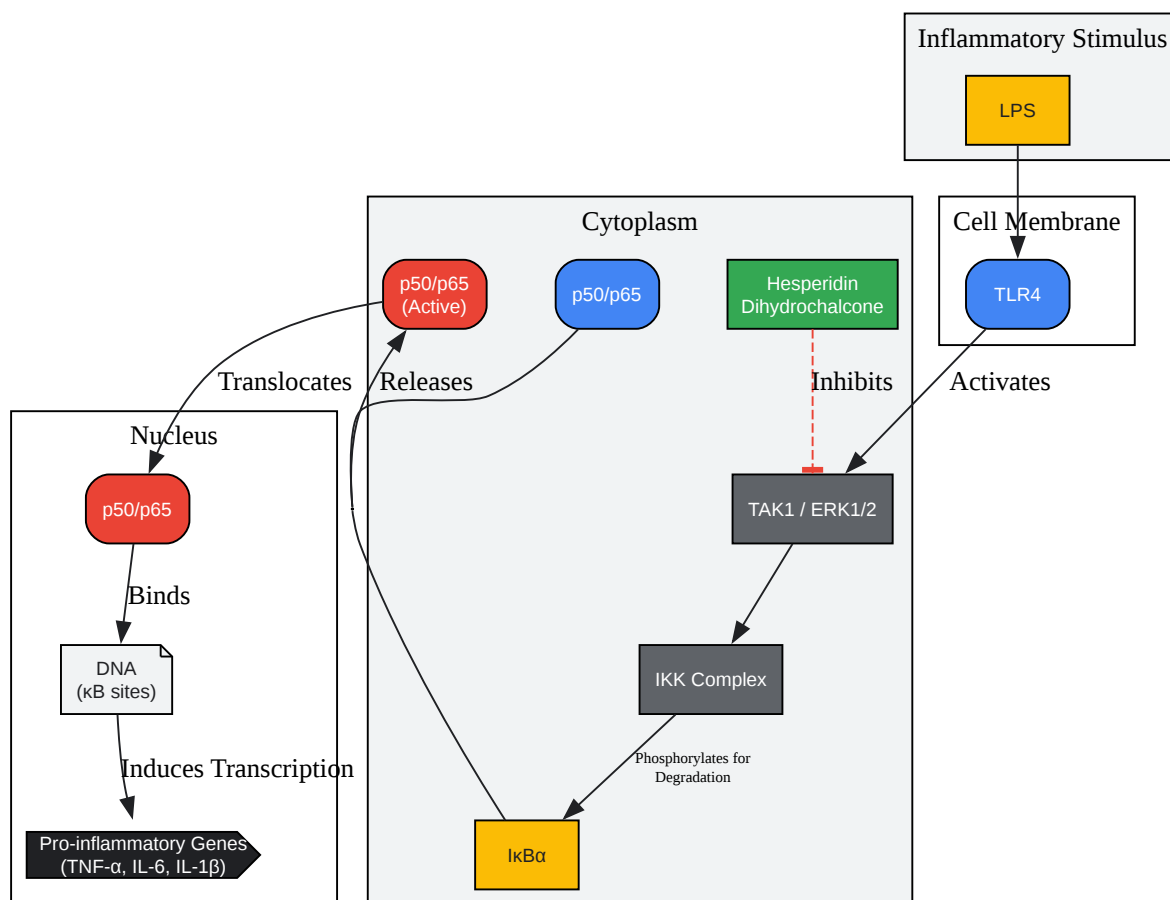 Inflammatory Stimulus
LPS
Cell Membrane
TLR4
Activates
Cytoplasm
p50/p65
(Active)
p50/p65
Hesperidin
Dihydrochalcone
Translocates
Releases
Inhibits
TAK1 / ERK1/2
IKK Complex
Phosphorylates for
Degradation
IκBα
Nucleus
p50/p65
Binds
DNA
(κB sites)
Induces Transcription
Pro-inflammatory Genes
(TNF-α, IL-6, IL-1β)